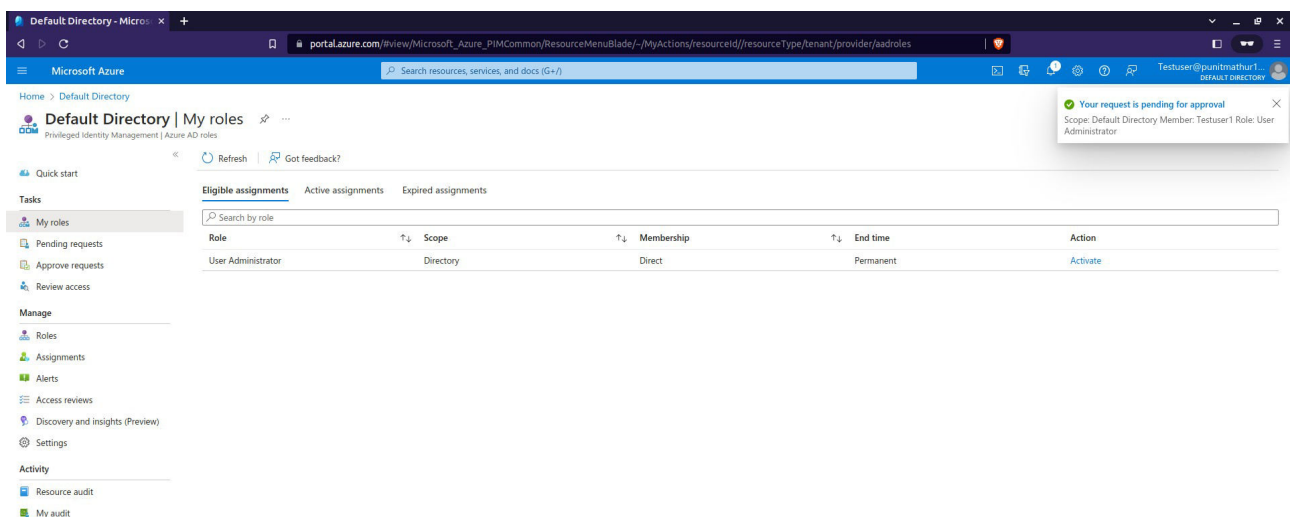 Default Directory - Micros
portal.azure.com/#view/Microsoft_Azure_PIMCommon/ResourceMenuBlade/~/MyActions/resourceId//resourceType/tenant/provider/aadroles
Microsoft Azure
Search resources, services, and docs (G+/)
1
Testuser@punitmathur1...
DEFAULT DIRECTORY
Home > Default Directory
Default Directory | My roles
Privileged Identity Management | Azure AD roles
Your request is pending for approval
Scope: Default Directory Member: Testuser1 Role: User
Administrator
Refresh Got feedback?
Quick start
Tasks
My roles
Pending requests
Approve requests
Review access
Manage
Roles
Assignments
Alerts
Access reviews
Discovery and insights (Preview)
Settings
Activity
Resource audit
My audit
Eligible assignments Active assignments Expired assignments
Search by role
Role Scope Membership End time Action
User Administrator Directory Direct Permanent Activate